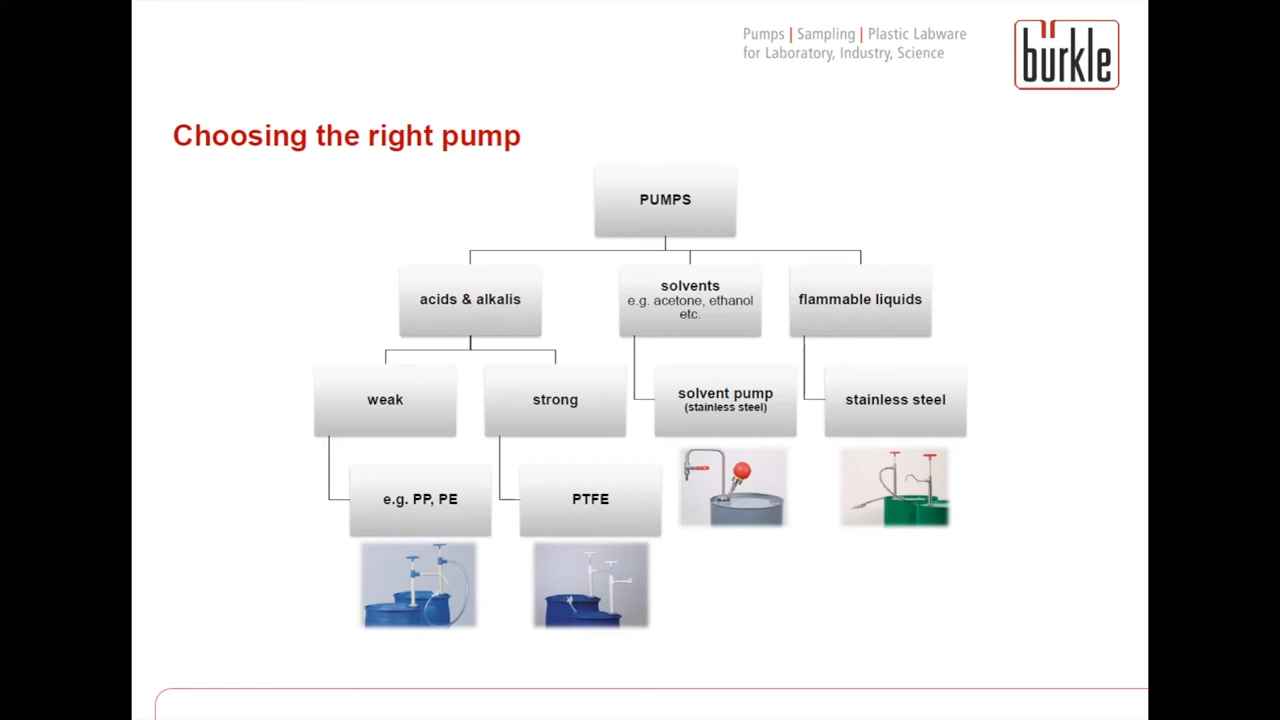 Pumps | Sampling | Plastic Labware
for Laboratory, Industry, Science
bürkle
Choosing the right pump
PUMPS
acids & alkalis
solvents
e.g. acetone, ethanol
etc.
flammable liquids
weak
strong
solvent pump
(stainless steel)
stainless steel
e.g. PP, PE
PTFE